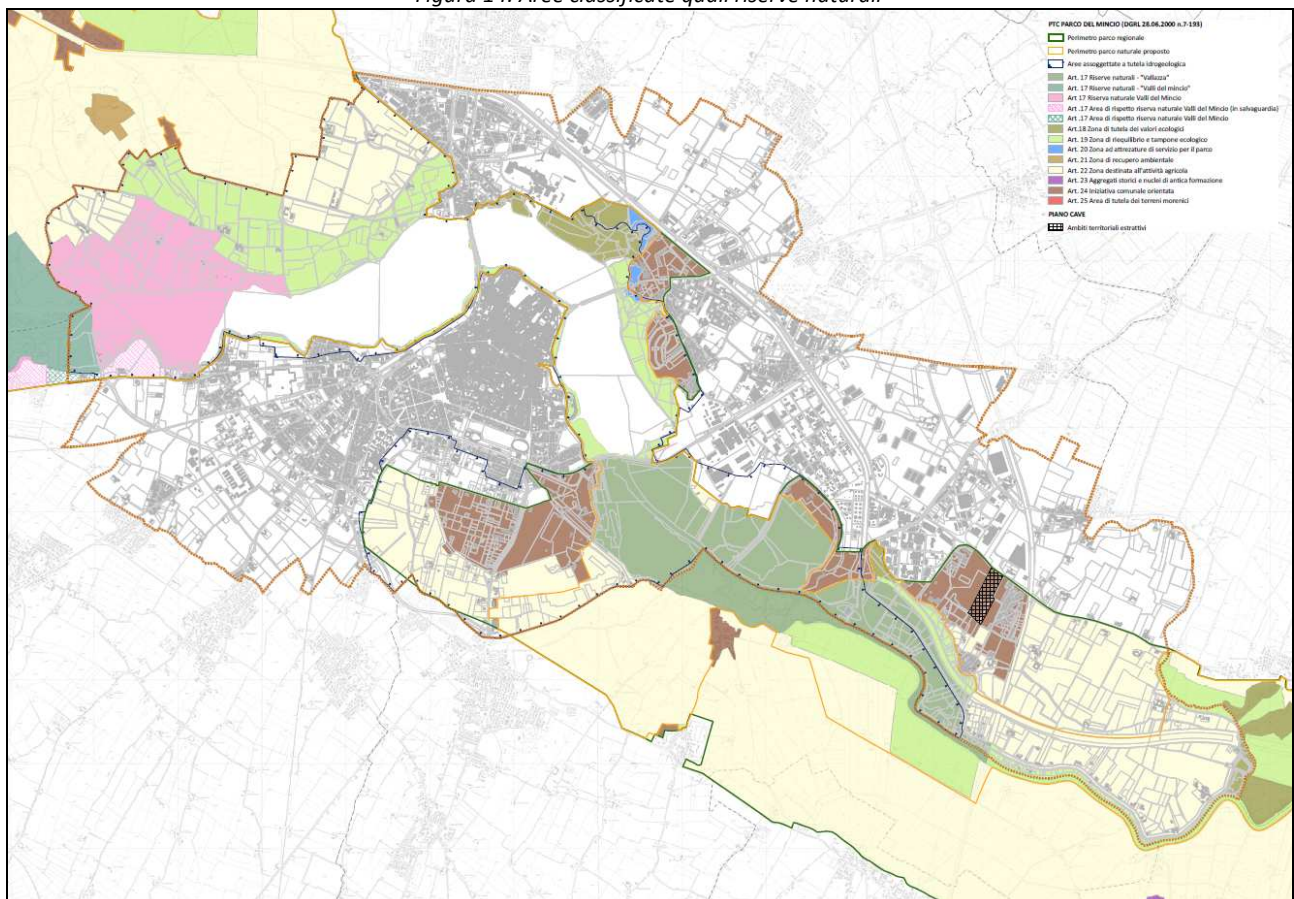 Figura 14: Aree classificate quali riserve naturali
PTC PARCO DEL MINCIO (DGRL 28.06.2000 n.7-193)
Perimetro parco regionale
Perimetro parco naturale proposto
Aree assoggettate a tutela idrogeologica
Art. 17 Riserve naturali - "Vallazza"
Art. 17 Riserve naturali - "Valli del mincio"
Art 17 Riserva naturale Valli del Mincio
Art .17 Area di rispetto riserva naturale Valli del Mincio (in salvaguardia)
Art .17 Area di rispetto riserva naturale Valli del Mincio
Art.18 Zona di tutela dei valori ecologici
Art. 19 Zona di riequilibrio e tampone ecologico
Art. 20 Zona ad attrezature di servizio per il parco
Art. 21 Zona di recupero ambientale
Art. 22 Zona destinata all'attività agricola
Art. 23 Aggregati storici e nuclei di antica formazione
Art. 24 Iniziativa comunale orientata
Art. 25 Area di tutela dei terreni morenici
PIANO CAVE
Ambiti territoriali estrattivi